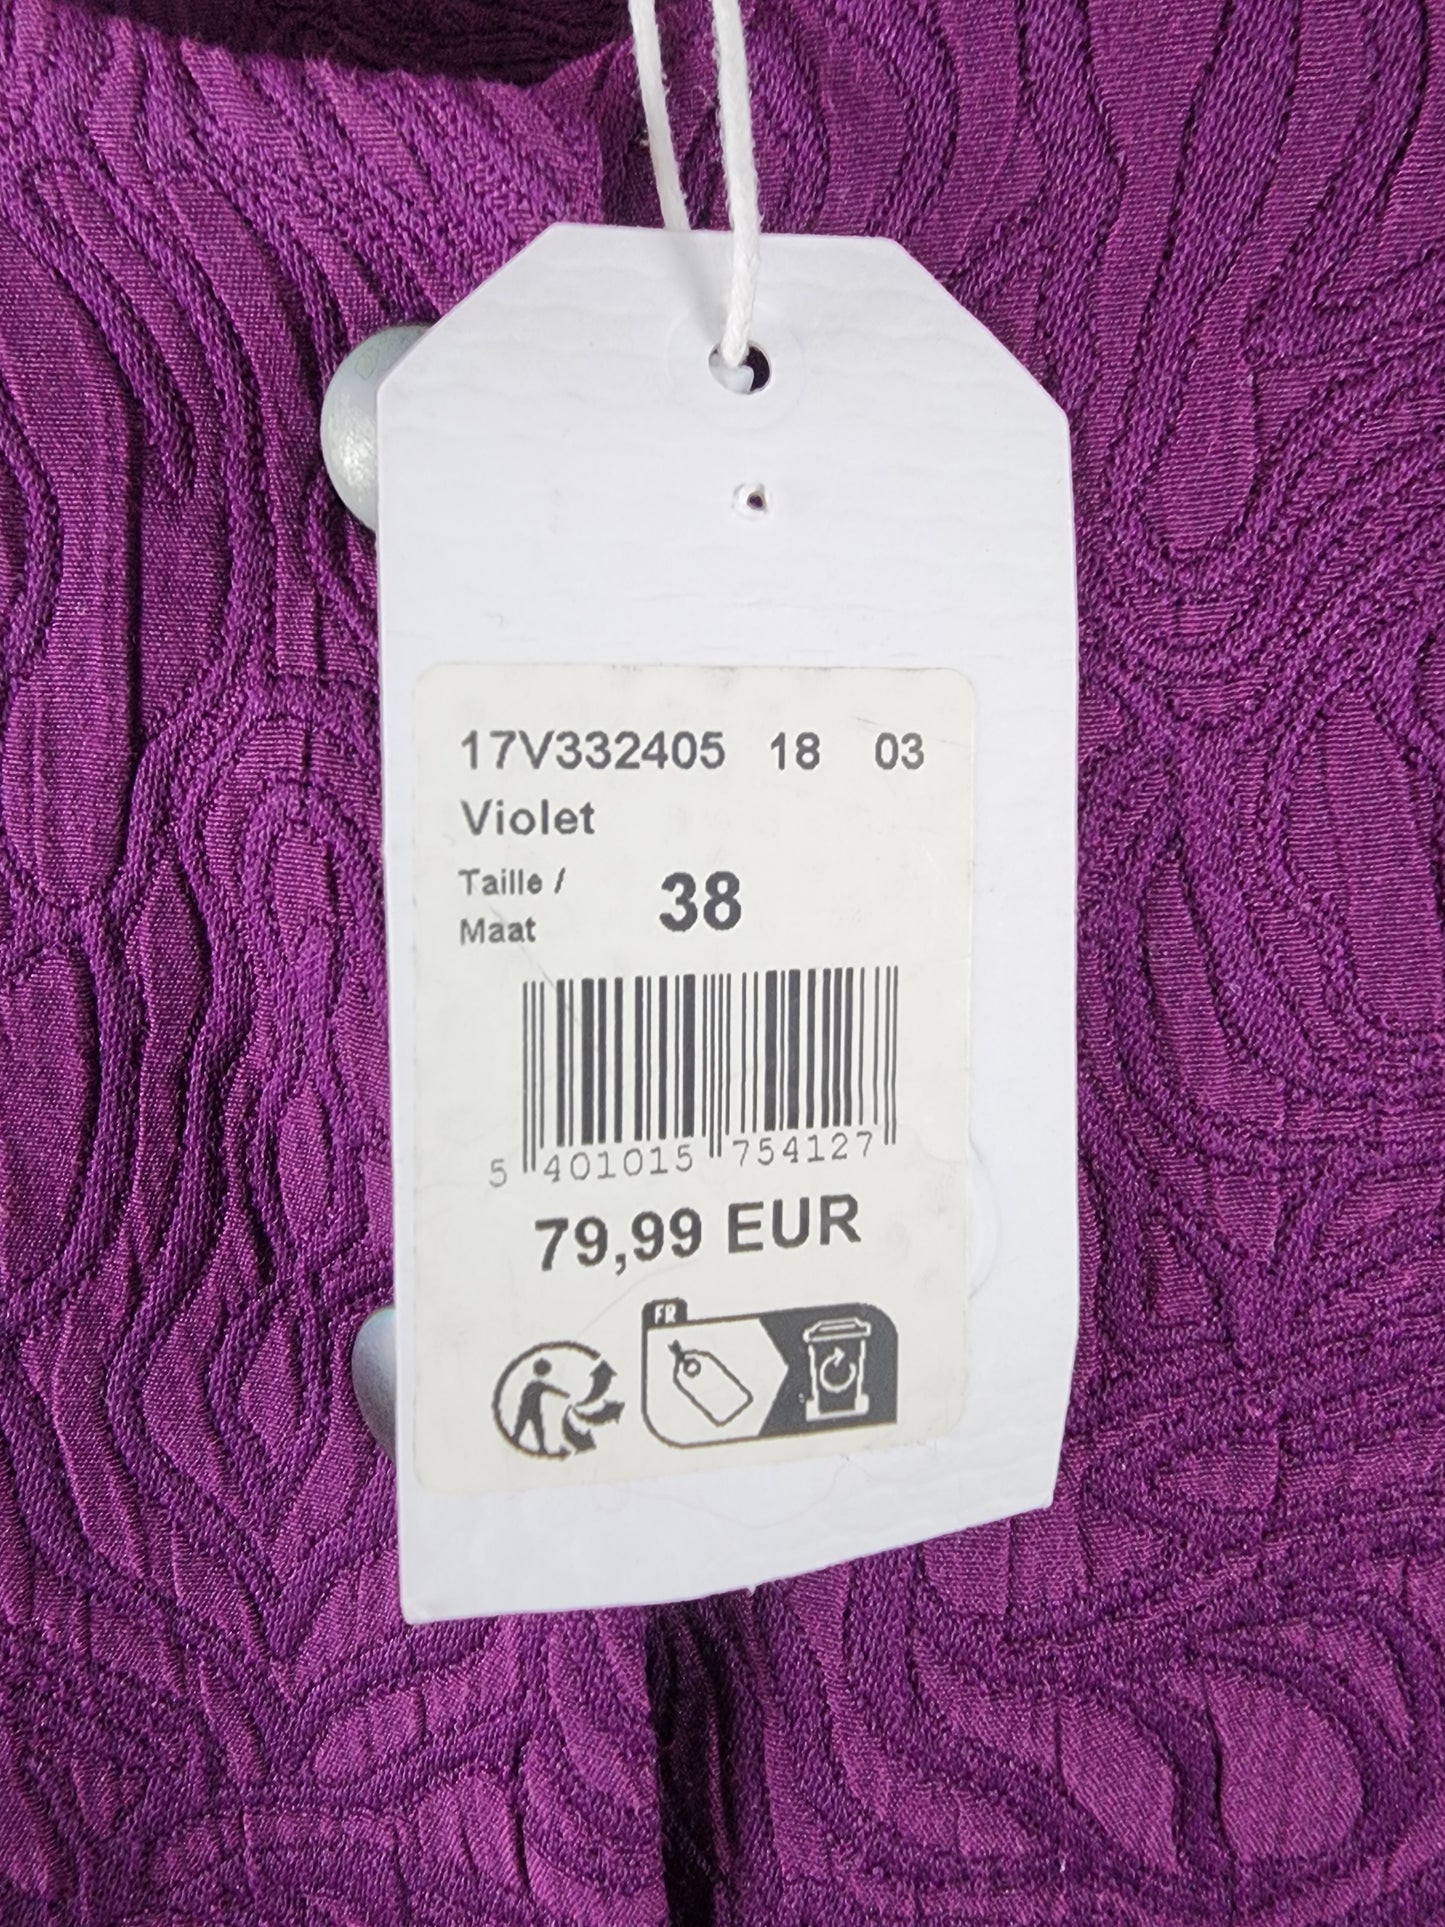 17V332405 18 03
Violet
Taille / 38
Maat
5 401015 754127
79,99 EUR
FR